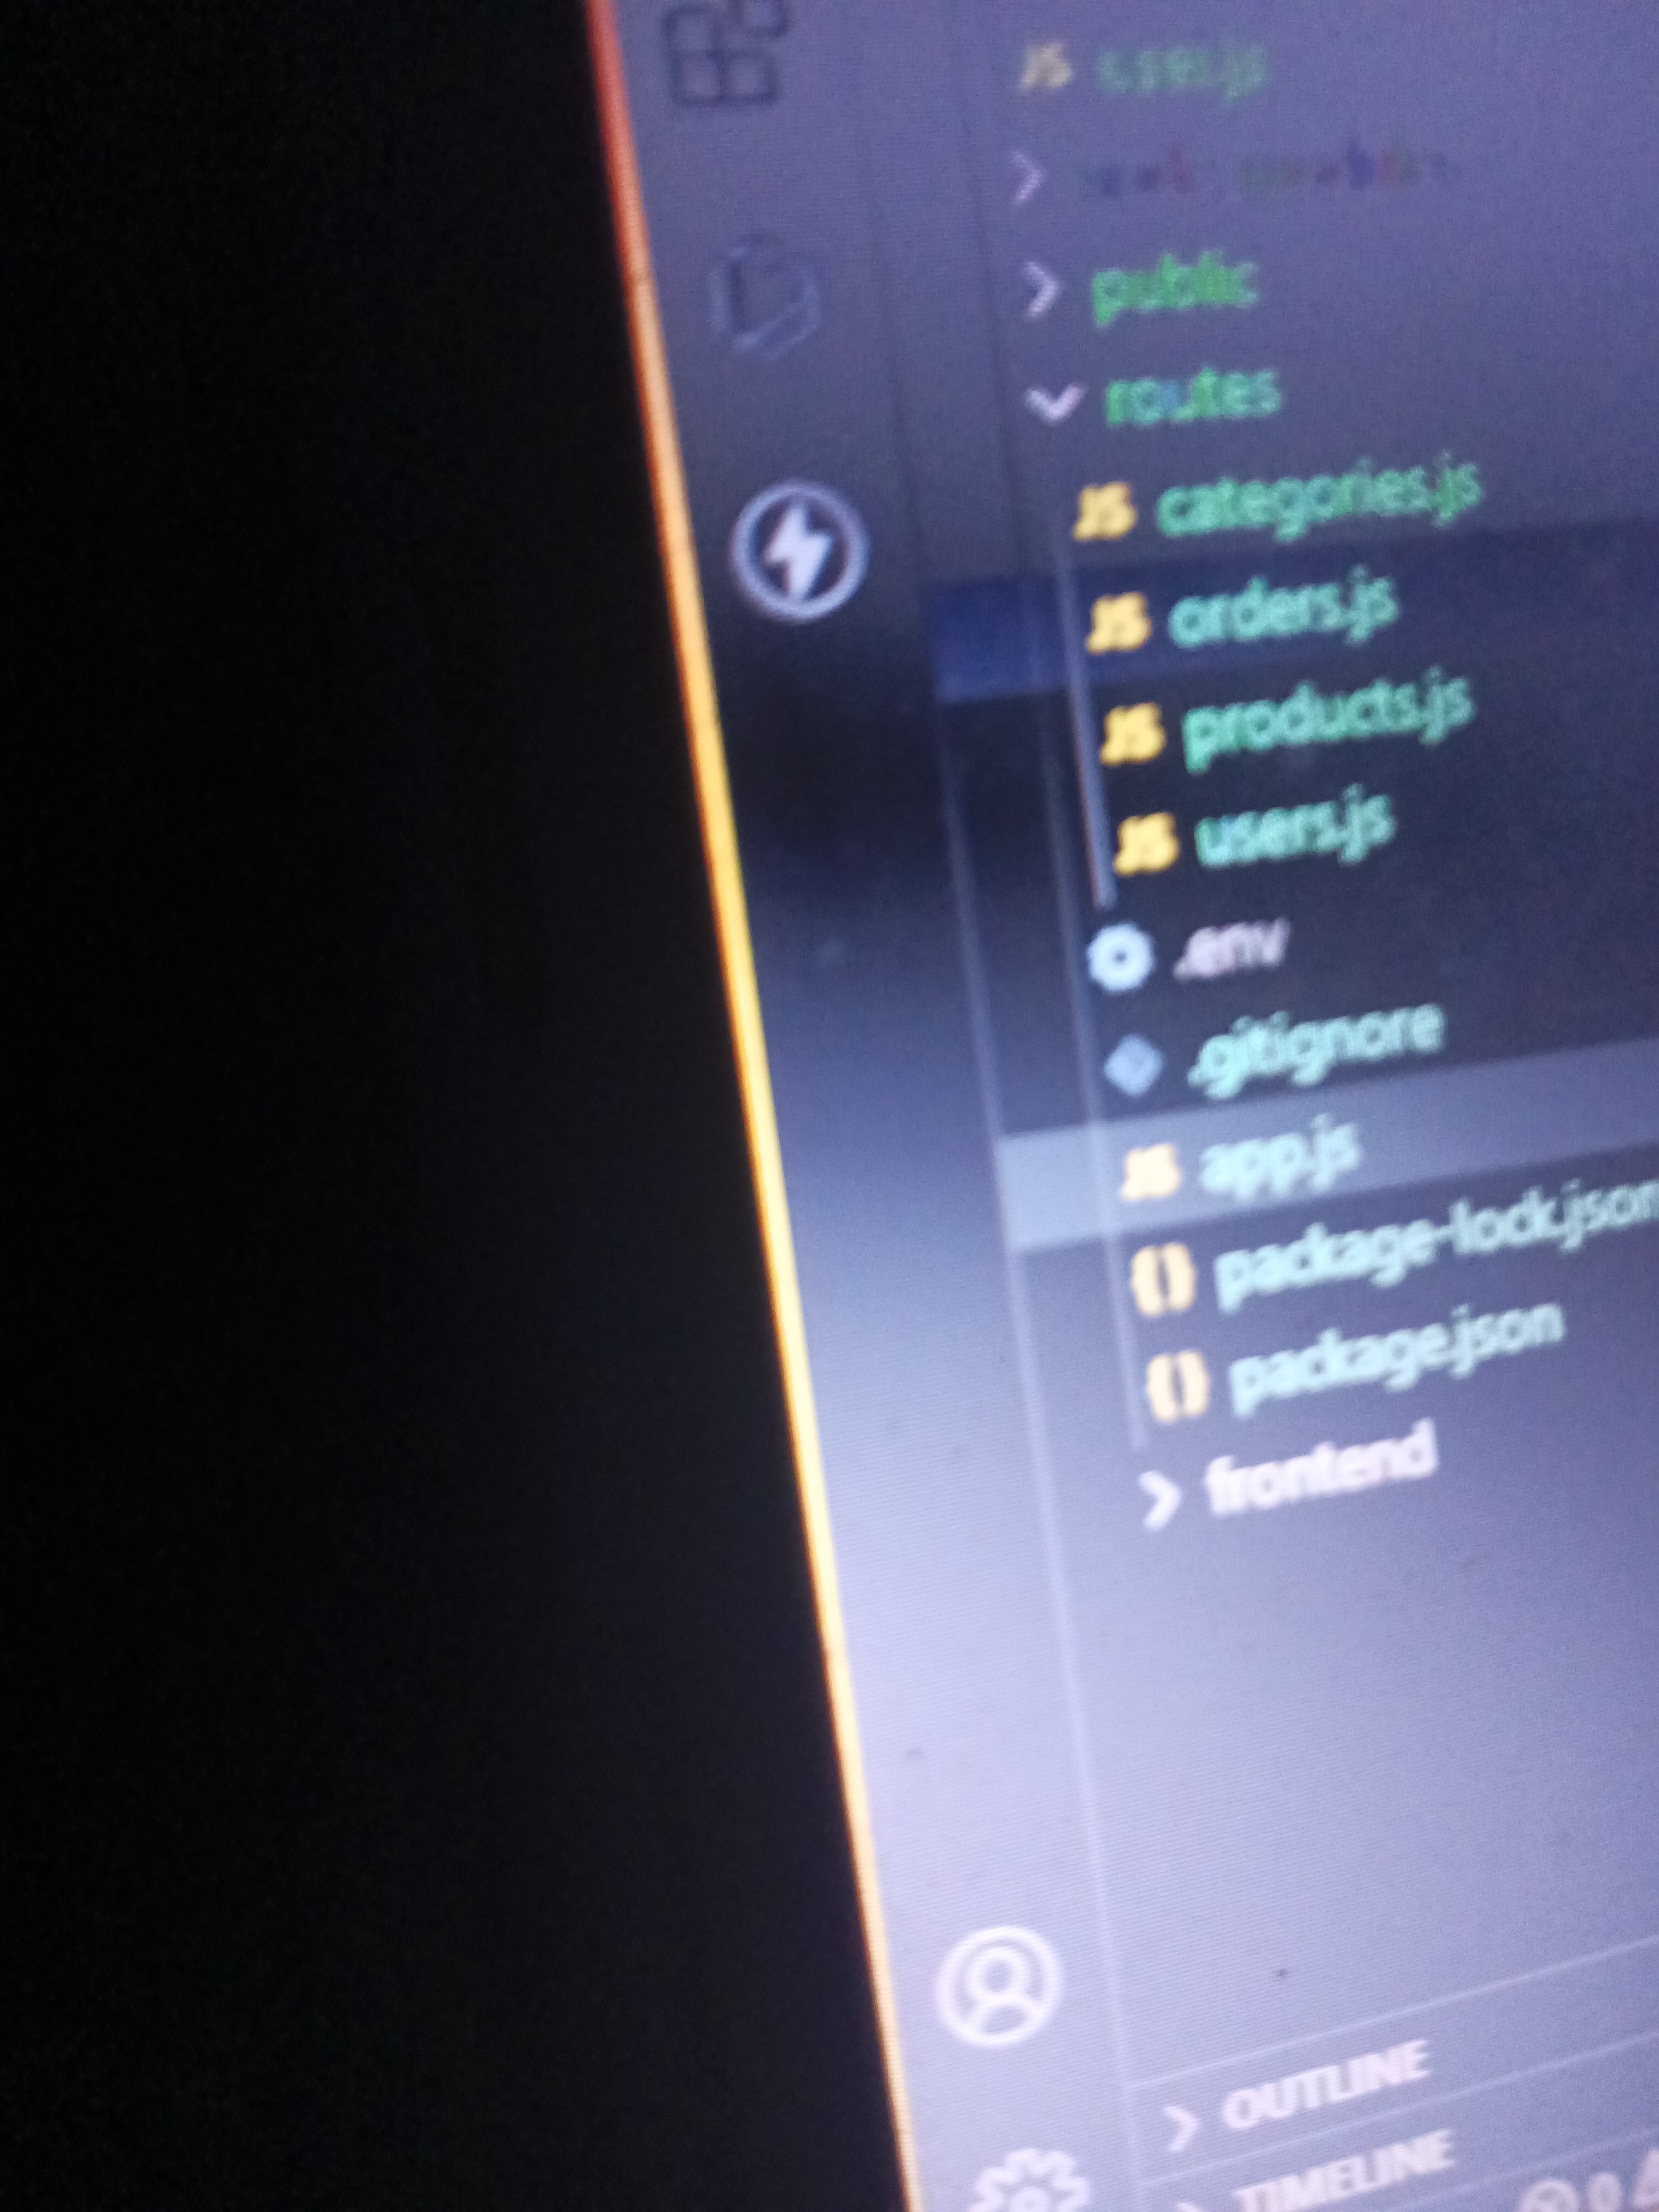 JS user.js
public
routes
JS categories.js
JS orders.js
JS products.js
JS users.js
.env
.gitignore
JS app.js
{} package-lock.json
{} package.json
frontend
OUTLINE
TIMELINE